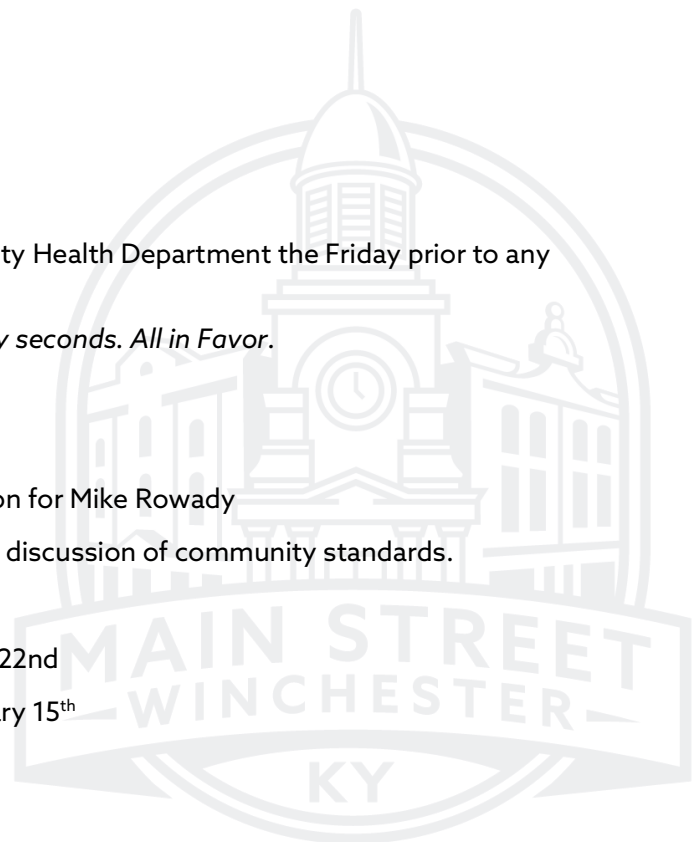 ty Health Department the Friday prior to any
y seconds. All in Favor.
on for Mike Rowady
discussion of community standards.
22nd
ry 15th
MAIN STREET
WINCHESTER
KY